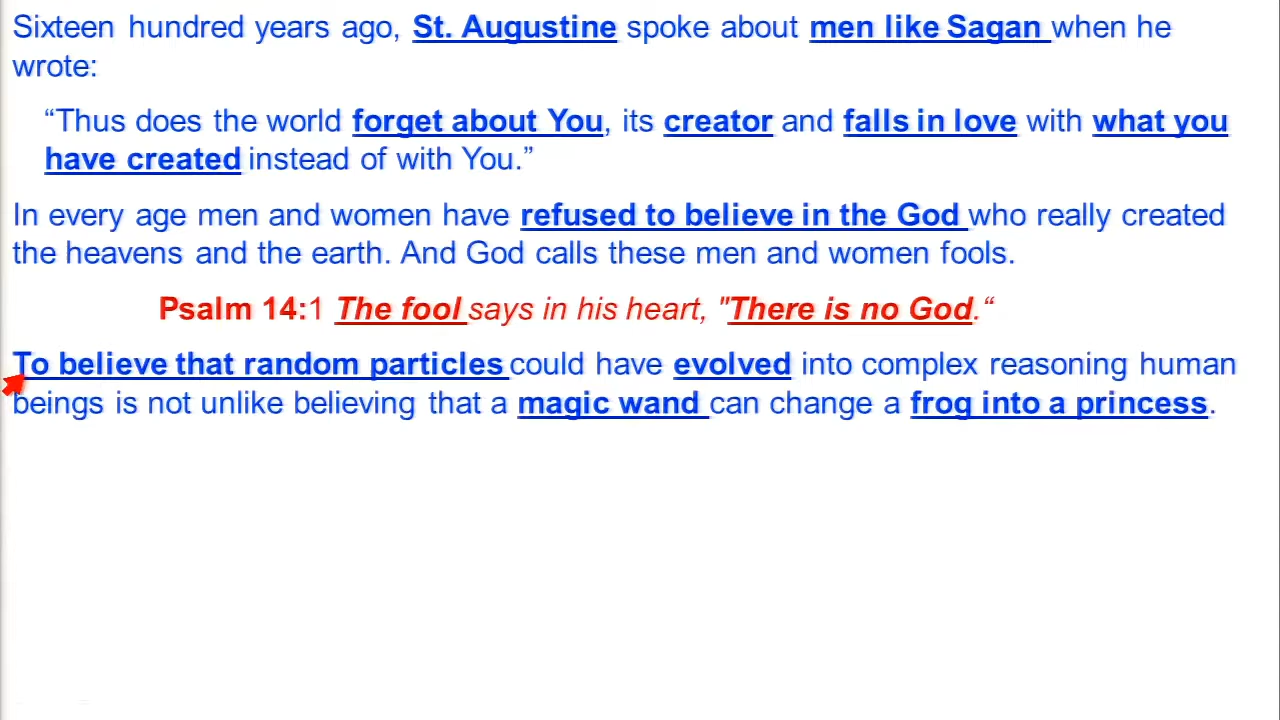 Sixteen hundred years ago, St. Augustine spoke about men like Sagan when he
wrote:
“Thus does the world forget about You, its creator and falls in love with what you
have created instead of with You.”
In every age men and women have refused to believe in the God who really created
the heavens and the earth. And God calls these men and women fools.
Psalm 14:1 The fool says in his heart, "There is no God.“
To believe that random particles could have evolved into complex reasoning human
beings is not unlike believing that a magic wand can change a frog into a princess.